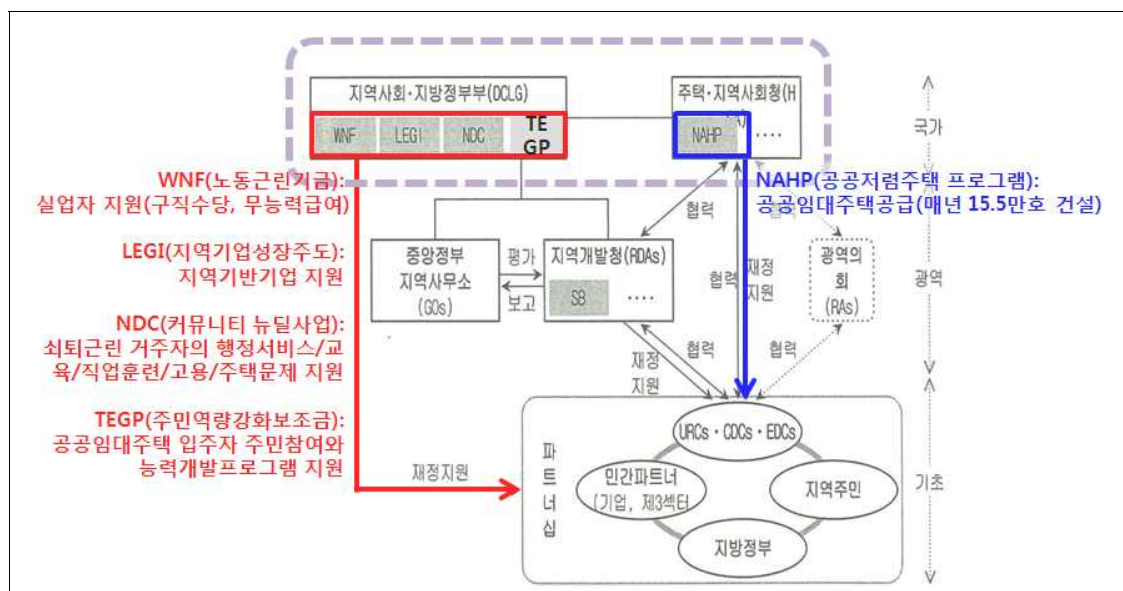 지역사회·지방정부부(DCLG)
WNF
LEGI
NDC
TE
GP
주택·지역사회청(H
A)
NAHP
····
국가
WNF(노동근린기금):
실업자 지원(구직수당, 무능력급여)
LEGI(지역기업성장주도):
지역기반기업 지원
NDC(커뮤니티 뉴딜사업):
쇠퇴근린 거주자의 행정서비스/교
육/직업훈련/고용/주택문제 지원
TEGP(주민역량강화보조금):
공공임대주택 입주자 주민참여와
능력개발프로그램 지원
NAHP(공공저렴주택 프로그램):
공공임대주택공급(매년 15.5만호 건설)
협력
중앙정부
지역사무소
(GOs)
평가
보고
지역개발청(RDAs)
SB
····
협력
재정
지원
광역의
회
(RAs)
광역
재정
지원
협력
협력
재정지원
파
트
너
십
URCs·CDCs·EDCs
민간파트너
(기업, 제3섹터
지역주민
지방정부
기초